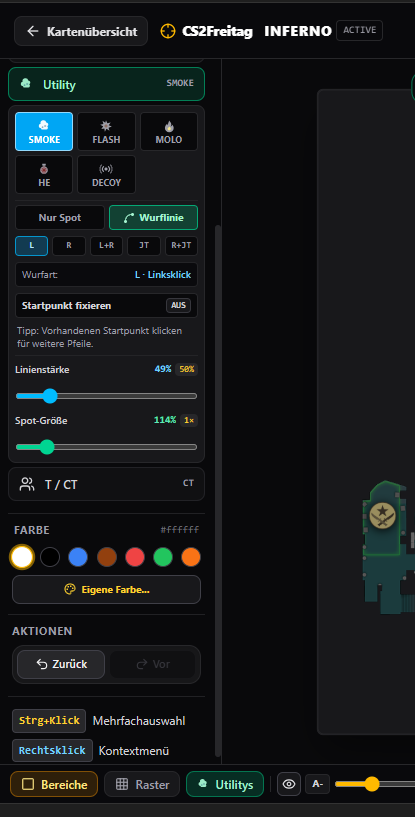 Kartenübersicht
CS2Freitag
INFERNO
ACTIVE
Utility
SMOKE
SMOKE
FLASH
MOLO
HE
DECOY
Nur Spot
Wurflinie
L
R
L+R
JT
R+JT
Wurfart:
L · Linksklick
Startpunkt fixieren
AUS
Tipp: Vorhandenen Startpunkt klicken
für weitere Pfeile.
Linienstärke
49%
50%
Spot-Größe
114%
1×
T / CT
CT
FARBE
#ffffff
Eigene Farbe...
AKTIONEN
Zurück
Vor
Strg+Klick Mehrfachauswahl
Rechtsklick Kontextmenü
Bereiche
Raster
Utilitys
A-